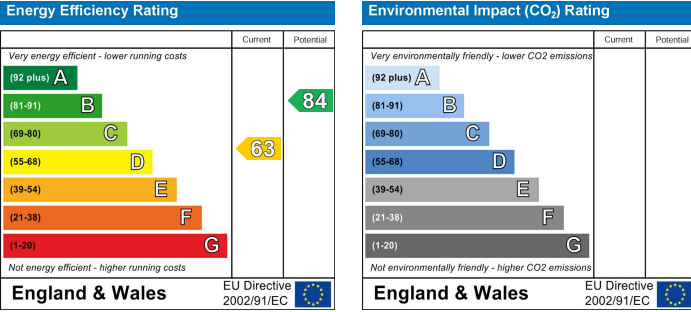 Energy Efficiency Rating
Current
Potential
Very energy efficient - lower running costs
(92 plus) A
(81-91) B
(69-80) C
(55-68) D
(39-54) E
(21-38) F
(1-20) G
63
84
Not energy efficient - higher running costs
England & Wales
EU Directive
2002/91/EC
Environmental Impact (CO₂) Rating
Current
Potential
Very environmentally friendly - lower CO2 emissions
(92 plus) A
(81-91) B
(69-80) C
(55-68) D
(39-54) E
(21-38) F
(1-20) G
Not environmentally friendly - higher CO2 emissions
England & Wales
EU Directive
2002/91/EC